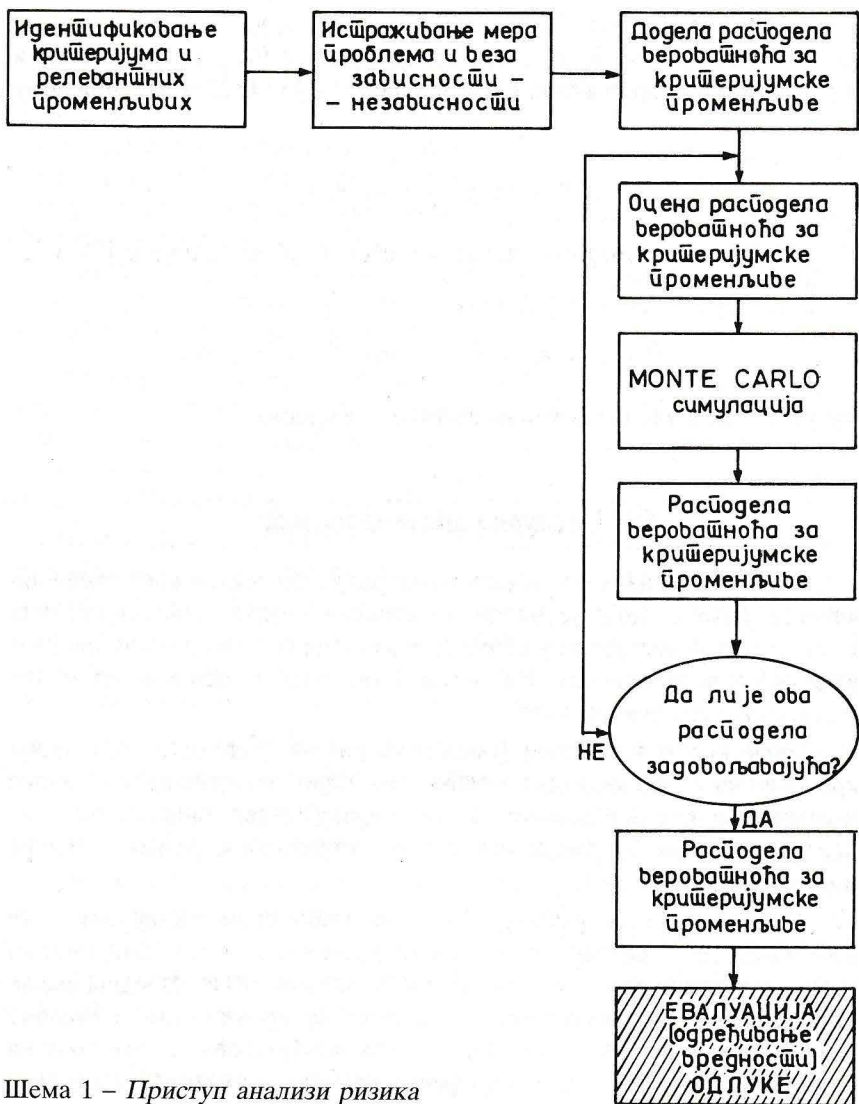 Идентификовање
критеријума и
релевантних
променљивих
Истраживање мера
проблема и веза
зависности –
– независности
Додела расподела
вероватноћа за
критеријумске
променљиве
Оцена расподела
вероватноћа за
критеријумске
променљиве
MONTE CARLO
симулација
Расподела
вероватноћа за
критеријумске
променљиве
Да ли је ова
расподела
задовољавајућа?
НЕ
ДА
Расподела
вероватноћа за
критеријумске
променљиве
ЕВАЛУАЦИЈА
(одређивање
вредности)
ОДЛУКЕ
Шема 1 – Приступ анализи ризика